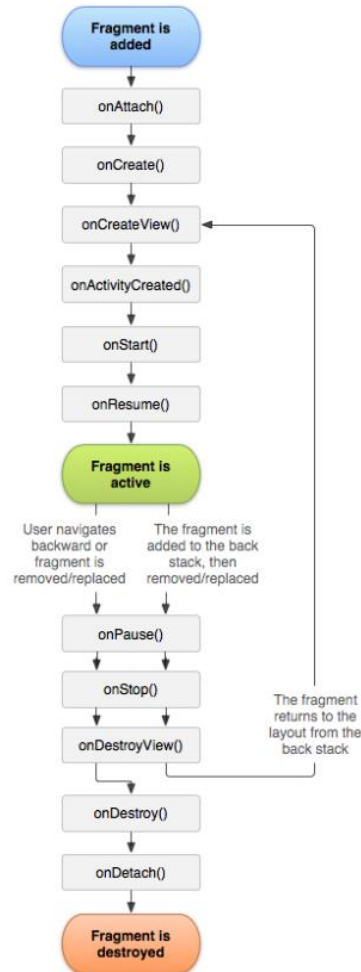 Fragment is
added
onAttach()
onCreate()
onCreateView()
onActivityCreated()
onStart()
onResume()
Fragment is
active
User navigates
backward or
fragment is
removed/replaced
The fragment is
added to the back
stack, then
removed/replaced
onPause()
onStop()
onDestroyView()
The fragment
returns to the
layout from the
back stack
onDestroy()
onDetach()
Fragment is
destroyed